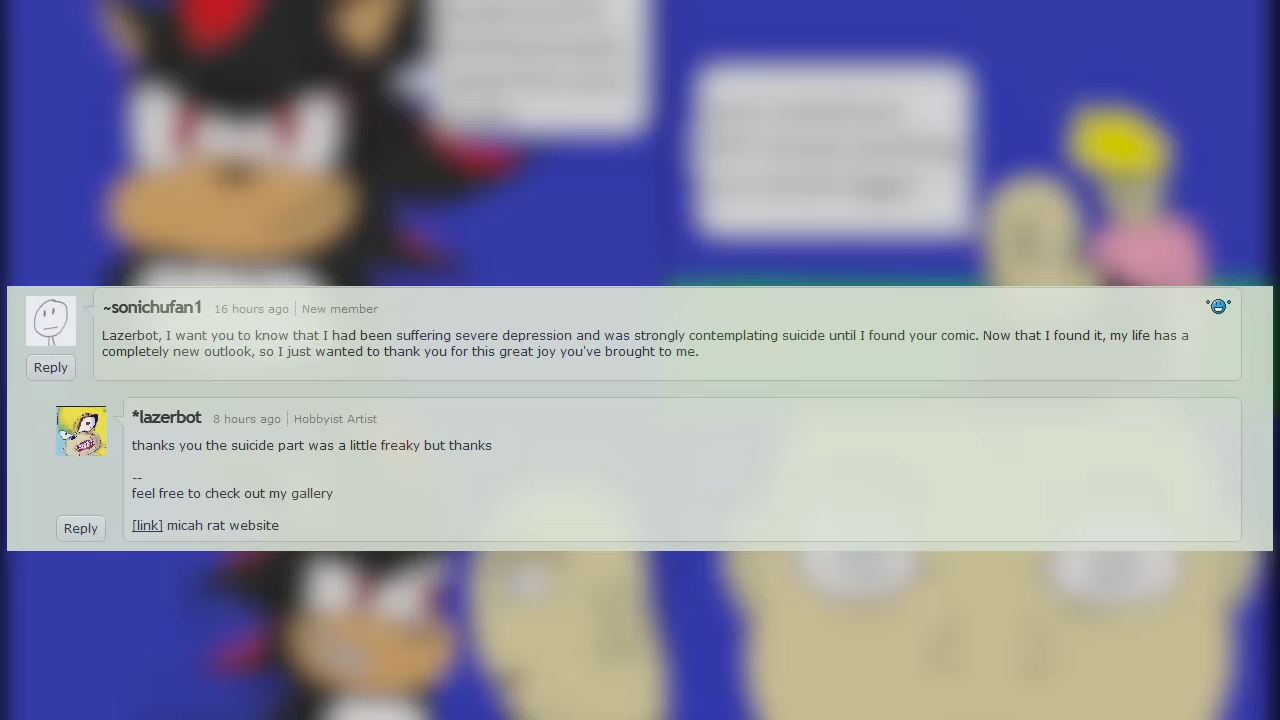 ~sonichufan1 16 hours ago New member
Lazerbot, I want you to know that I had been suffering severe depression and was strongly contemplating suicide until I found your comic. Now that I found it, my life has a
completely new outlook, so I just wanted to thank you for this great joy you've brought to me.
Reply
*lazerbot 8 hours ago Hobbyist Artist
thanks you the suicide part was a little freaky but thanks
--
feel free to check out my gallery
[link] micah rat website
Reply